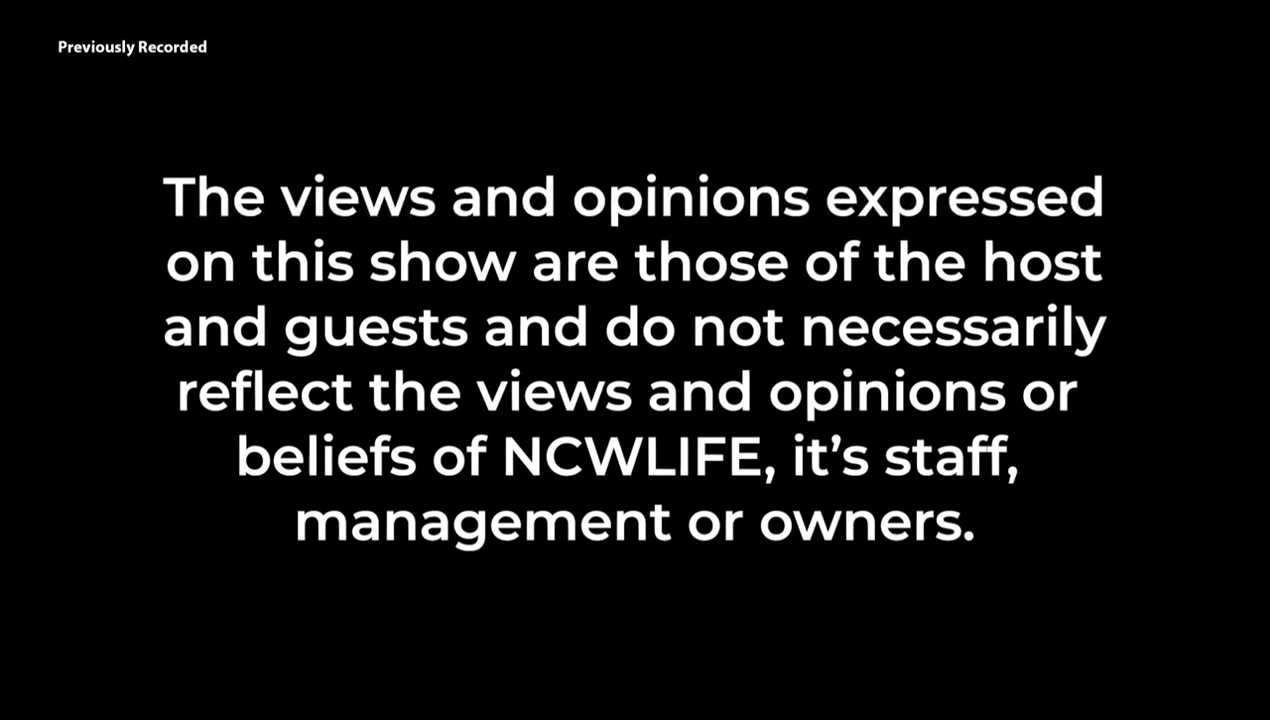 Previously Recorded
The views and opinions expressed
on this show are those of the host
and guests and do not necessarily
reflect the views and opinions or
beliefs of NCWLIFE, it’s staff,
management or owners.